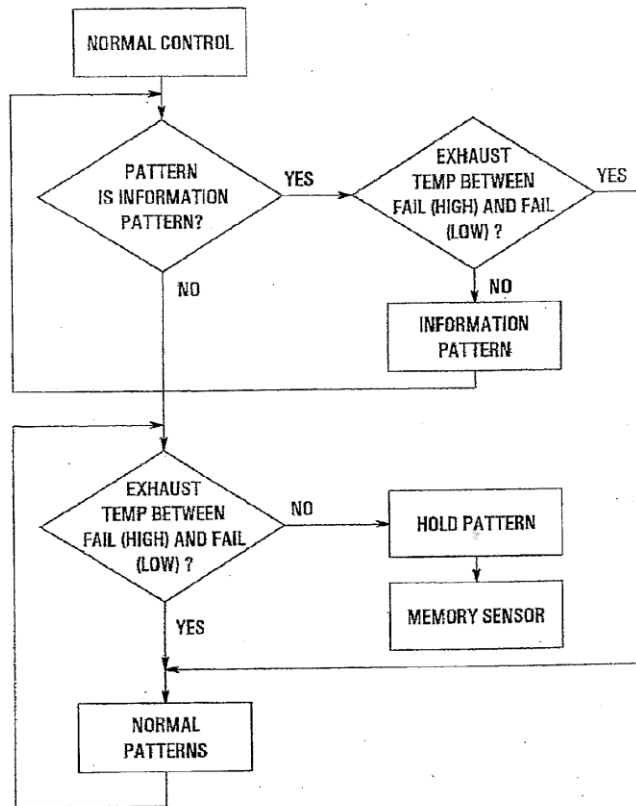 NORMAL CONTROL
PATTERN
IS INFORMATION
PATTERN?
YES
EXHAUST
TEMP BETWEEN
FAIL (HIGH) AND FAIL
(LOW) ?
YES
NO
NO
INFORMATION
PATTERN
EXHAUST
TEMP BETWEEN
FAIL (HIGH) AND FAIL
(LOW) ?
NO
HOLD PATTERN
MEMORY SENSOR
YES
NORMAL
PATTERNS